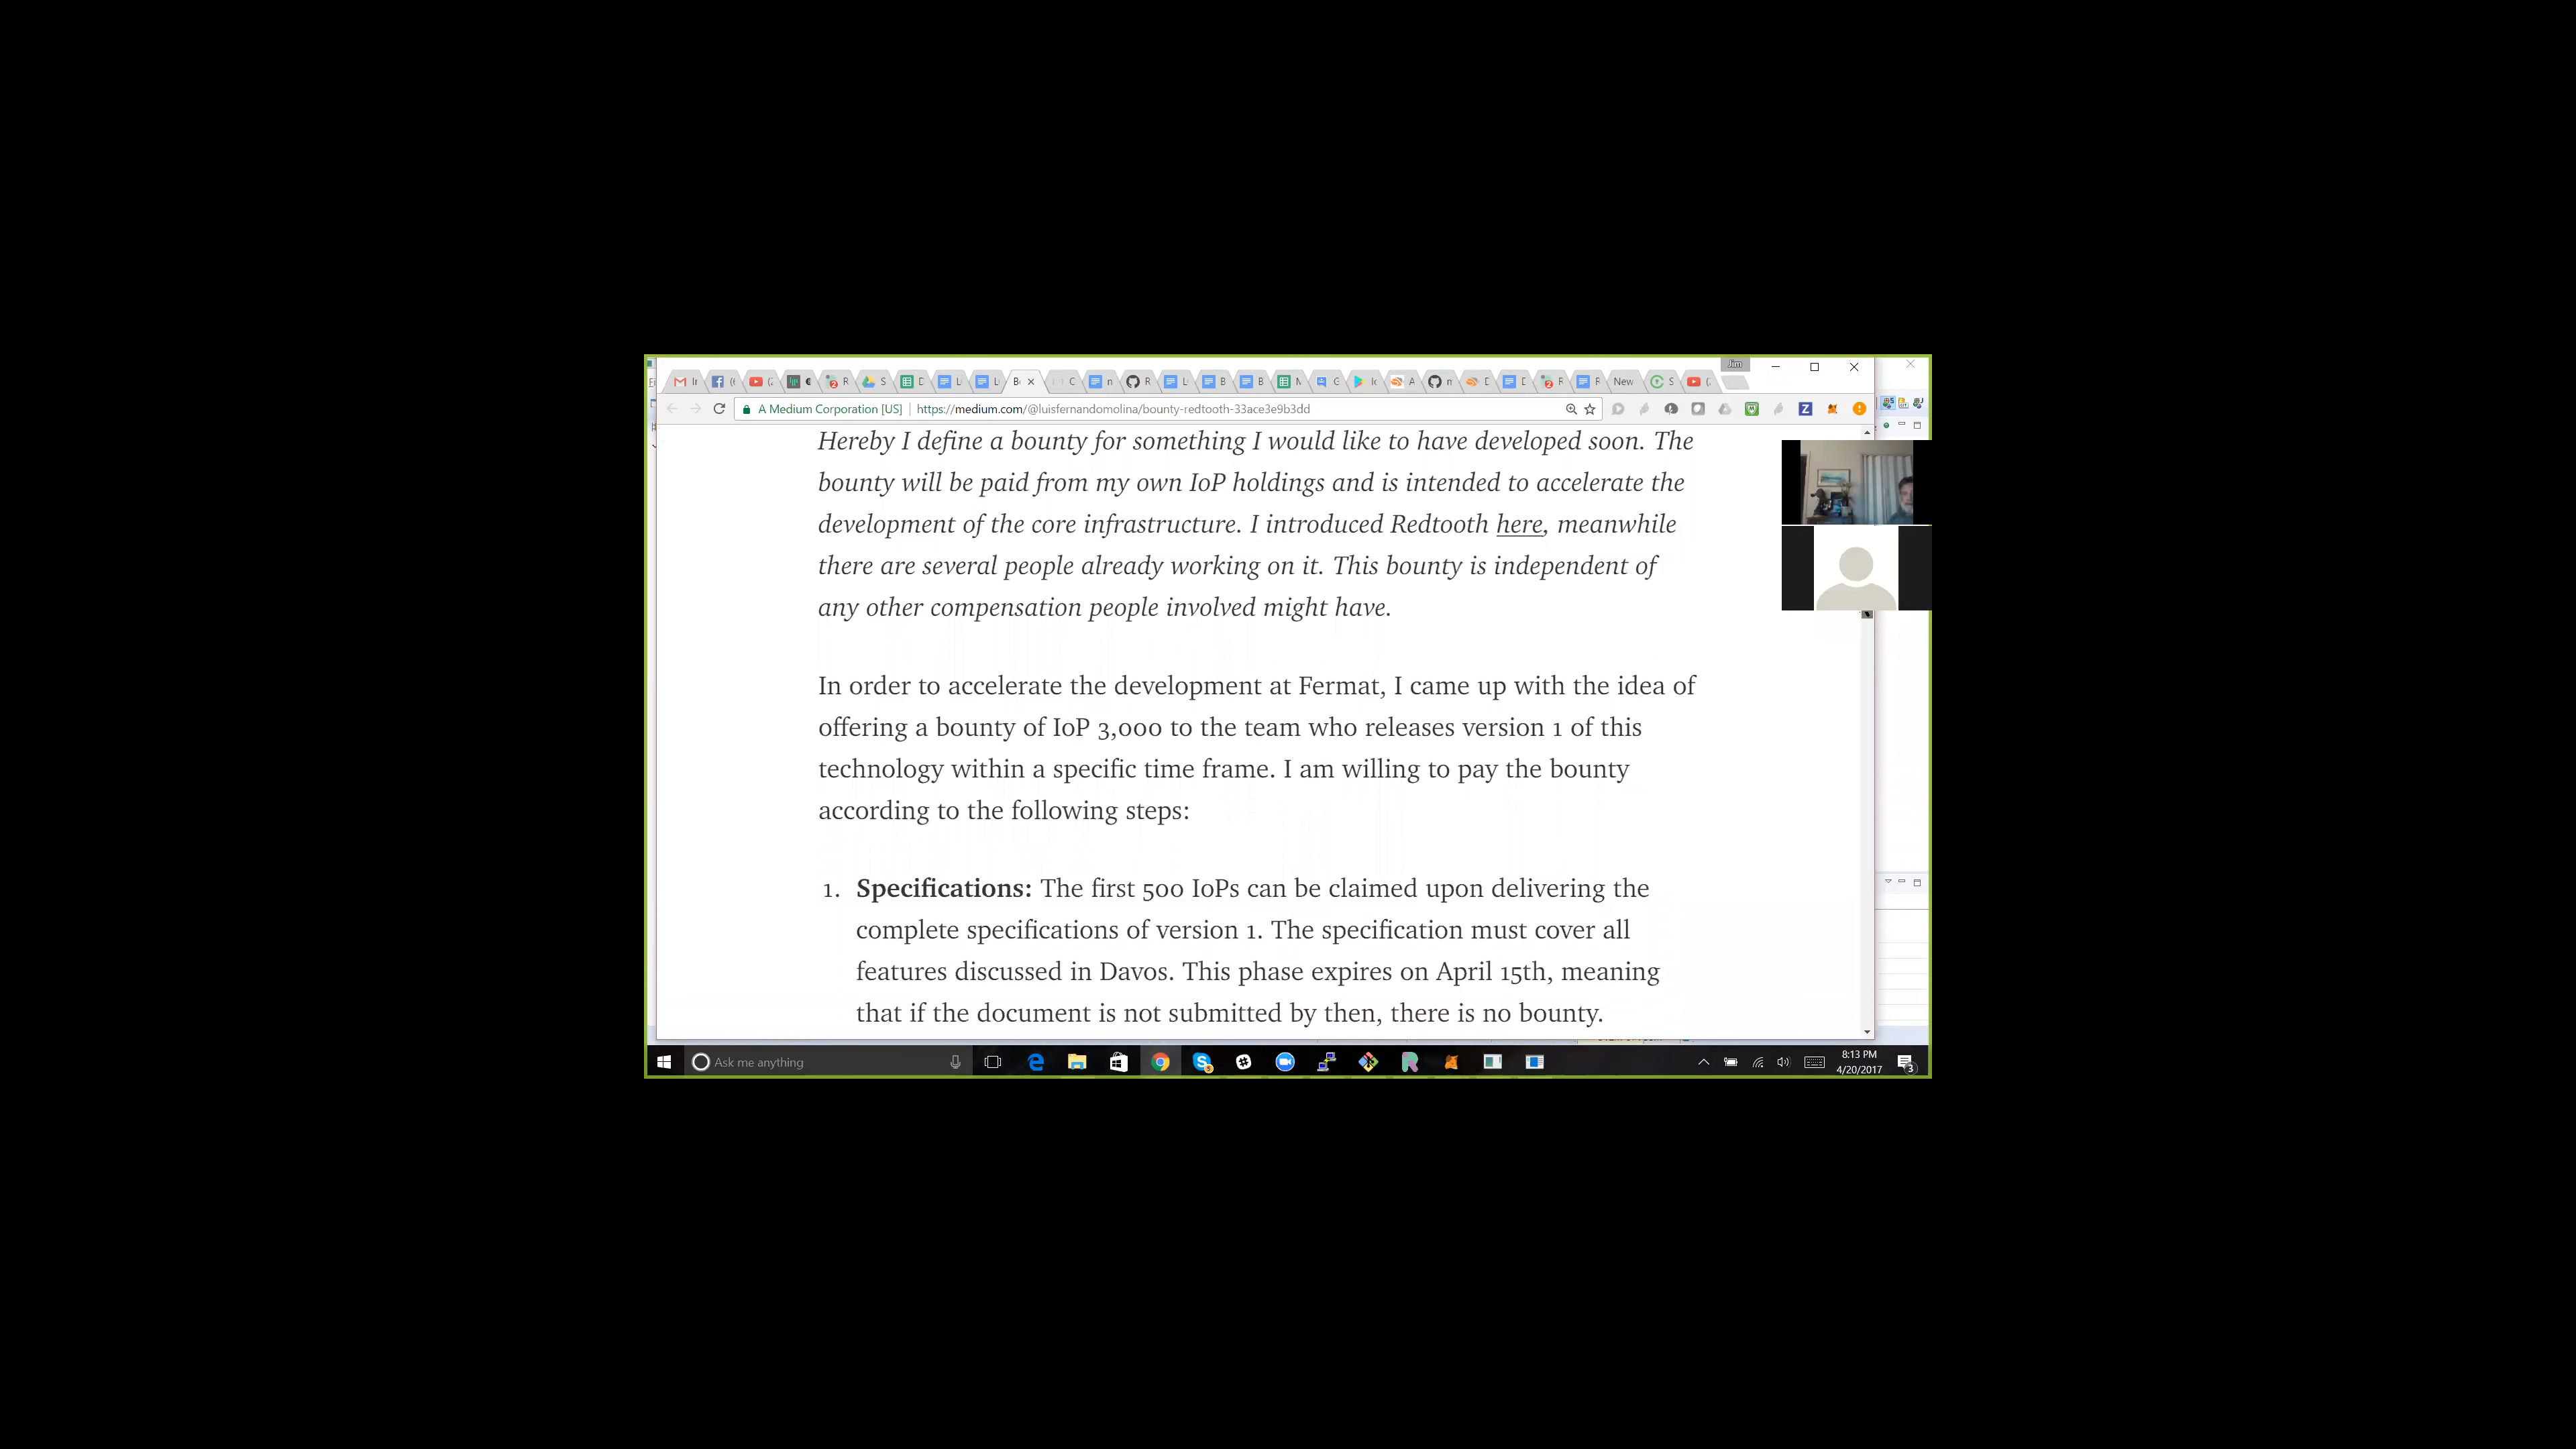 Jim
In
S
D
L
L
Be
C
n
R
L
B
B
N
G
Ic
A
n
D
D
R
R
New
S
A Medium Corporation [US] | https://medium.com/@luisfernandomolina/bounty-redtooth-33ace3e9b3dd
Hereby I define a bounty for something I would like to have developed soon. The
bounty will be paid from my own IoP holdings and is intended to accelerate the
development of the core infrastructure. I introduced Redtooth here, meanwhile
there are several people already working on it. This bounty is independent of
any other compensation people involved might have.
In order to accelerate the development at Fermat, I came up with the idea of
offering a bounty of IoP 3,000 to the team who releases version 1 of this
technology within a specific time frame. I am willing to pay the bounty
according to the following steps:
1. Specifications: The first 500 IoPs can be claimed upon delivering the
complete specifications of version 1. The specification must cover all
features discussed in Davos. This phase expires on April 15th, meaning
that if the document is not submitted by then, there is no bounty.
Ask me anything
8:13 PM
4/20/2017
3